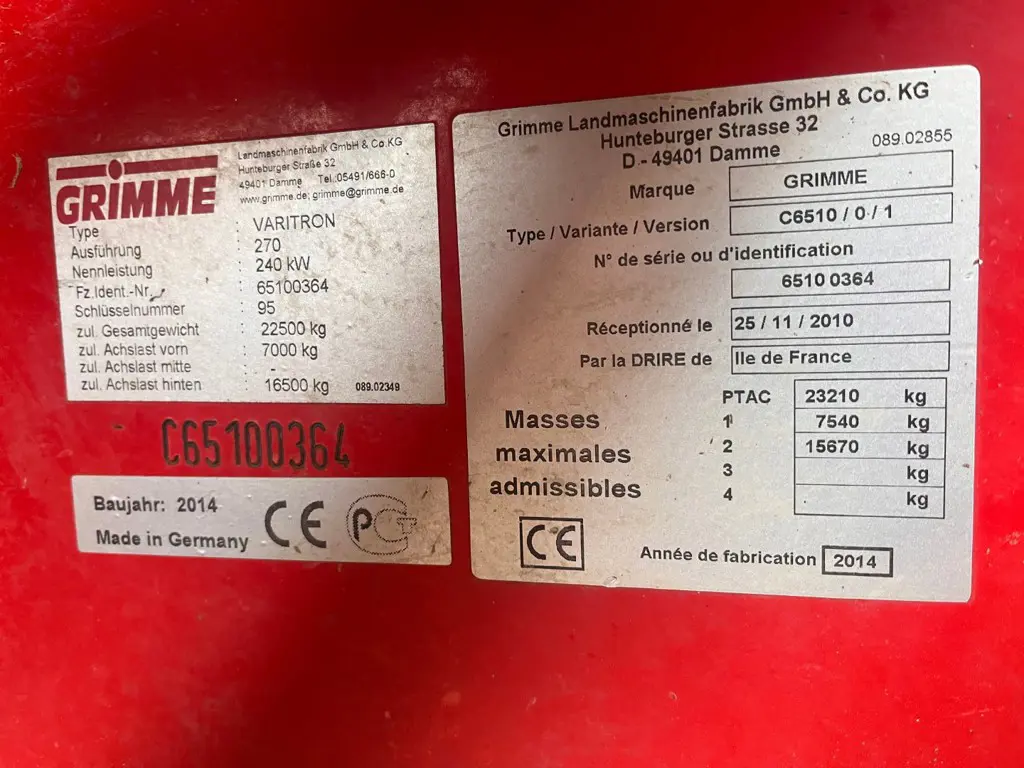 GRIMME
Landmaschinenfabrik GmbH & Co.KG
Hunteburger Straße 32
49401 Damme Tel.:05491/666-0
www.grimme.de; grimme@grimme.de
Type : VARITRON
Ausführung : 270
Nennleistung : 240 kW
Fz.Ident.-Nr. : 65100364
Schlüsselnummer : 95
zul. Gesamtgewicht : 22500 kg
zul. Achslast vorn : 7000 kg
zul. Achslast mitte : -
zul. Achslast hinten : 16500 kg 089.02349
C65100364
Baujahr: 2014
Made in Germany
CE
PG
Grimme Landmaschinenfabrik GmbH & Co. KG
Hunteburger Strasse 32
D.- 49401 Damme
089.02855
Marque GRIMME
Type / Variante / Version C6510 / 0 / 1
N° de série ou d'identification
6510 0364
Réceptionné le 25 / 11 / 2010
Par la DRIRE de Ile de France
Masses
maximales
admissibles
PTAC 23210 kg
1 7540 kg
2 15670 kg
3 kg
4 kg
CE
Année de fabrication 2014